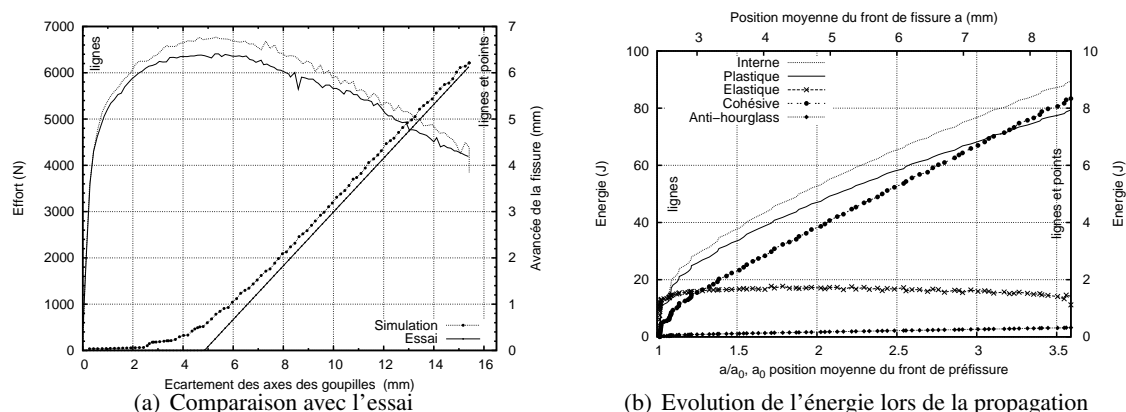 7000
6000
5000
4000
3000
2000
1000
0
Effort (N)
lignes
0 2 4 6 8 10 12 14 16
Ecartement des axes des goupilles (mm)
7
6
5
4
3
2
1
0
Avancée de la fissure (mm)
lignes et points
Simulation
Essai
(a) Comparaison avec l'essai
Position moyenne du front de fissure a (mm)
3 4 5 6 7 8
100
80
60
40
20
0
Energie (J)
Interne
Plastique
Elastique
Cohésive
Anti−hourglass
lignes
lignes et points
10
8
6
4
2
0
Energie (J)
1 1.5 2 2.5 3 3.5
a/a0, a0 position moyenne du front de préfissure
(b) Evolution de l'énergie lors de la propagation